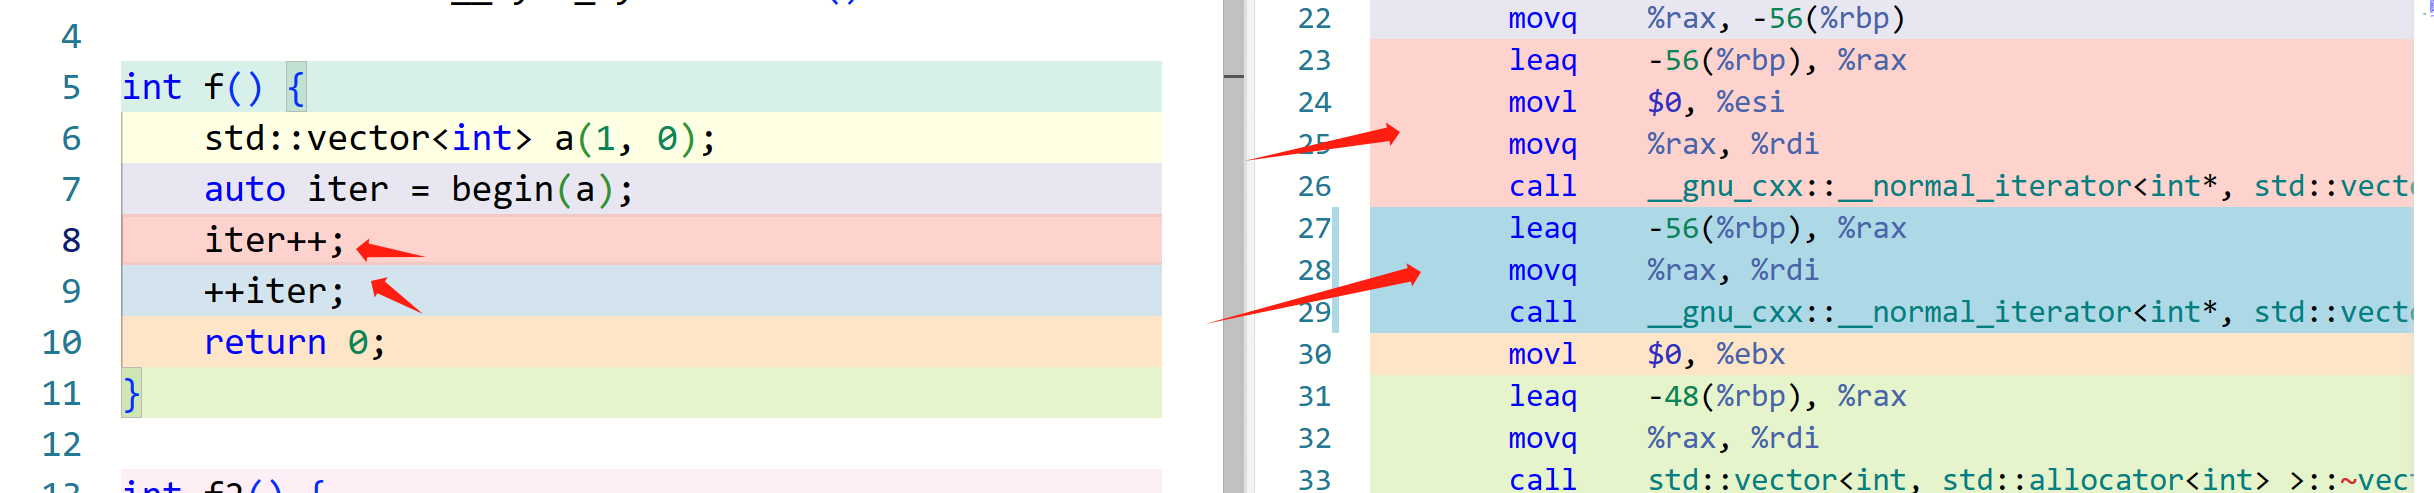 4
5 int f() {
6 std::vector<int> a(1, 0);
7 auto iter = begin(a);
8 iter++;
9 ++iter;
10 return 0;
11 }
12
13 int f2() {
22 movq %rax, -56(%rbp)
23 leaq -56(%rbp), %rax
24 movl $0, %esi
25 movq %rax, %rdi
26 call __gnu_cxx::__normal_iterator<int*, std::vect
27 leaq -56(%rbp), %rax
28 movq %rax, %rdi
29 call __gnu_cxx::__normal_iterator<int*, std::vect
30 movl $0, %ebx
31 leaq -48(%rbp), %rax
32 movq %rax, %rdi
33 call std::vector<int, std::allocator<int> >::~vec